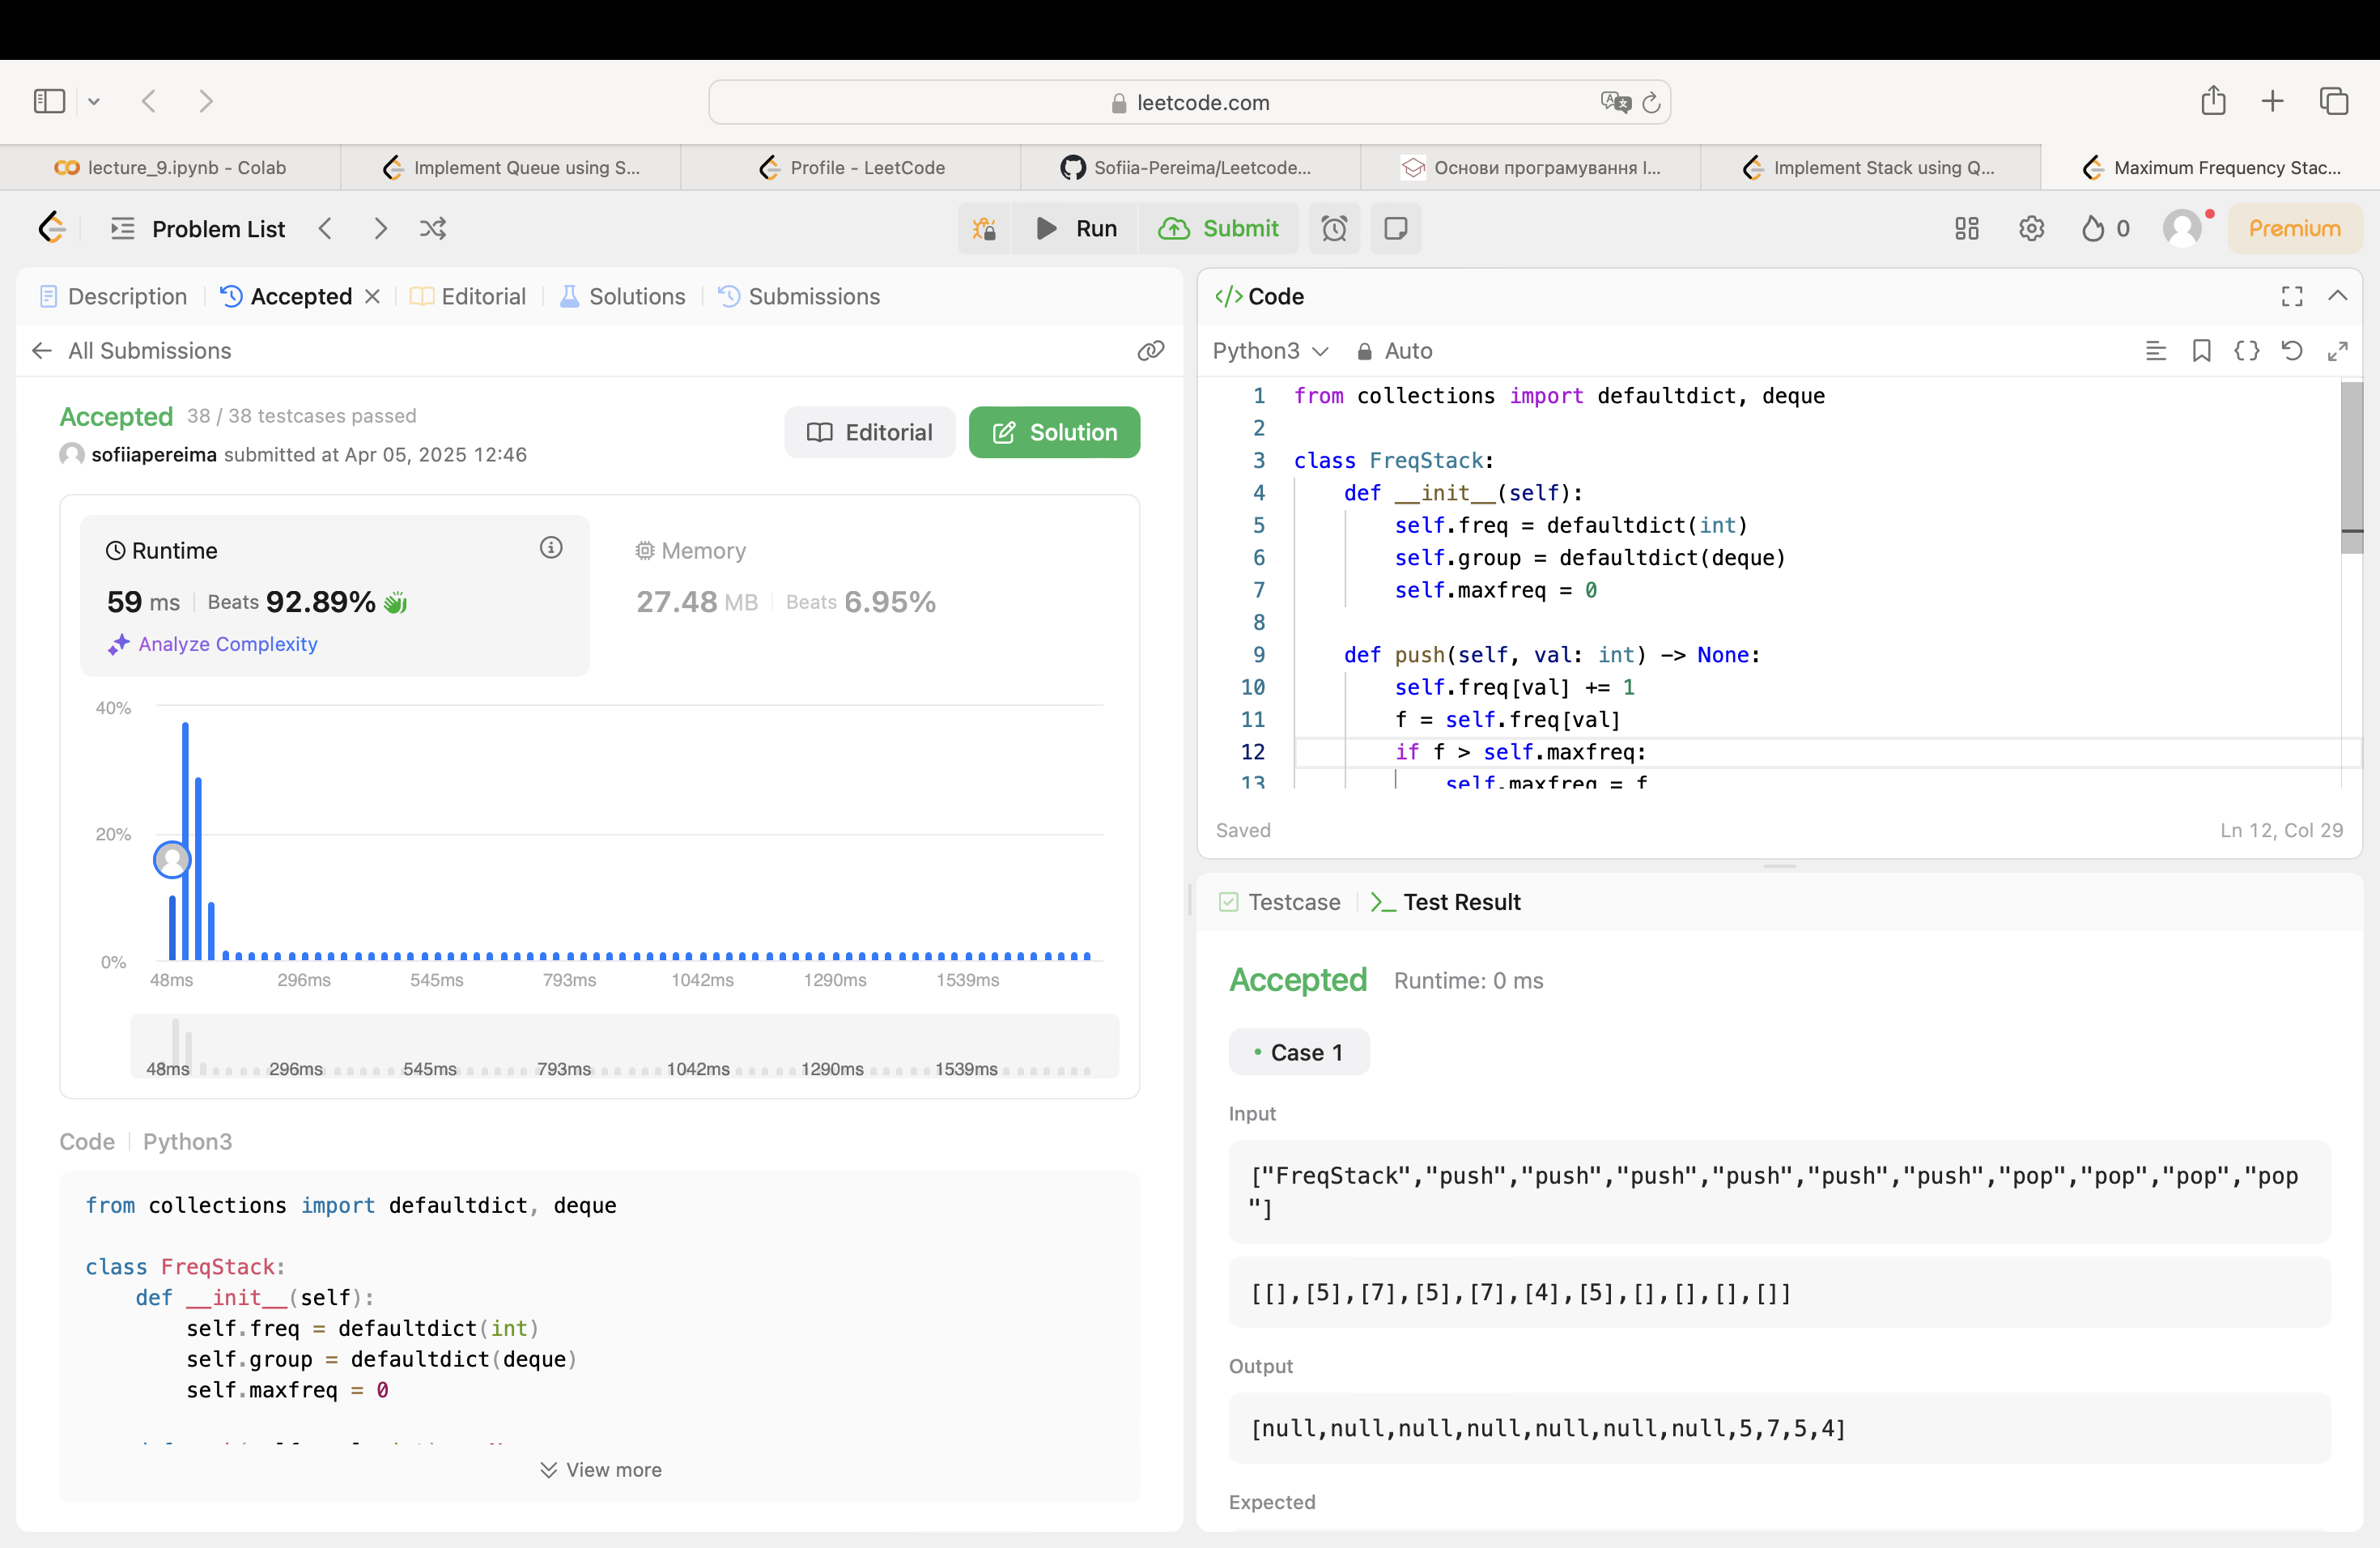 leetcode.com
lecture_9.ipynb - Colab
Implement Queue using S...
Profile - LeetCode
Sofiia-Pereima/Leetcode...
Основи програмування I...
Implement Stack using Q...
Maximum Frequency Stac...
Problem List
Run
Submit
0
Premium
Description
Accepted
Editorial
Solutions
Submissions
All Submissions
Accepted 38 / 38 testcases passed
sofiiapereima submitted at Apr 05, 2025 12:46
Editorial
Solution
Runtime
59 ms Beats 92.89%
Analyze Complexity
Memory
27.48 MB Beats 6.95%
40%
20%
0%
48ms 296ms 545ms 793ms 1042ms 1290ms 1539ms
48ms 296ms 545ms 793ms 1042ms 1290ms 1539ms
Code Python3
from collections import defaultdict, deque
class FreqStack:
def __init__(self):
self.freq = defaultdict(int)
self.group = defaultdict(deque)
self.maxfreq = 0
View more
</> Code
Python3 Auto
1 from collections import defaultdict, deque
2
3 class FreqStack:
4 def __init__(self):
5 self.freq = defaultdict(int)
6 self.group = defaultdict(deque)
7 self.maxfreq = 0
8
9 def push(self, val: int) -> None:
10 self.freq[val] += 1
11 f = self.freq[val]
12 if f > self.maxfreq:
13 self.maxfreq = f
Saved
Ln 12, Col 29
Testcase
Test Result
Accepted Runtime: 0 ms
• Case 1
Input
["FreqStack","push","push","push","push","push","push","pop","pop","pop","pop
"]
[[],[5],[7],[5],[7],[4],[5],[],[],[],[]]
Output
[null,null,null,null,null,null,null,5,7,5,4]
Expected